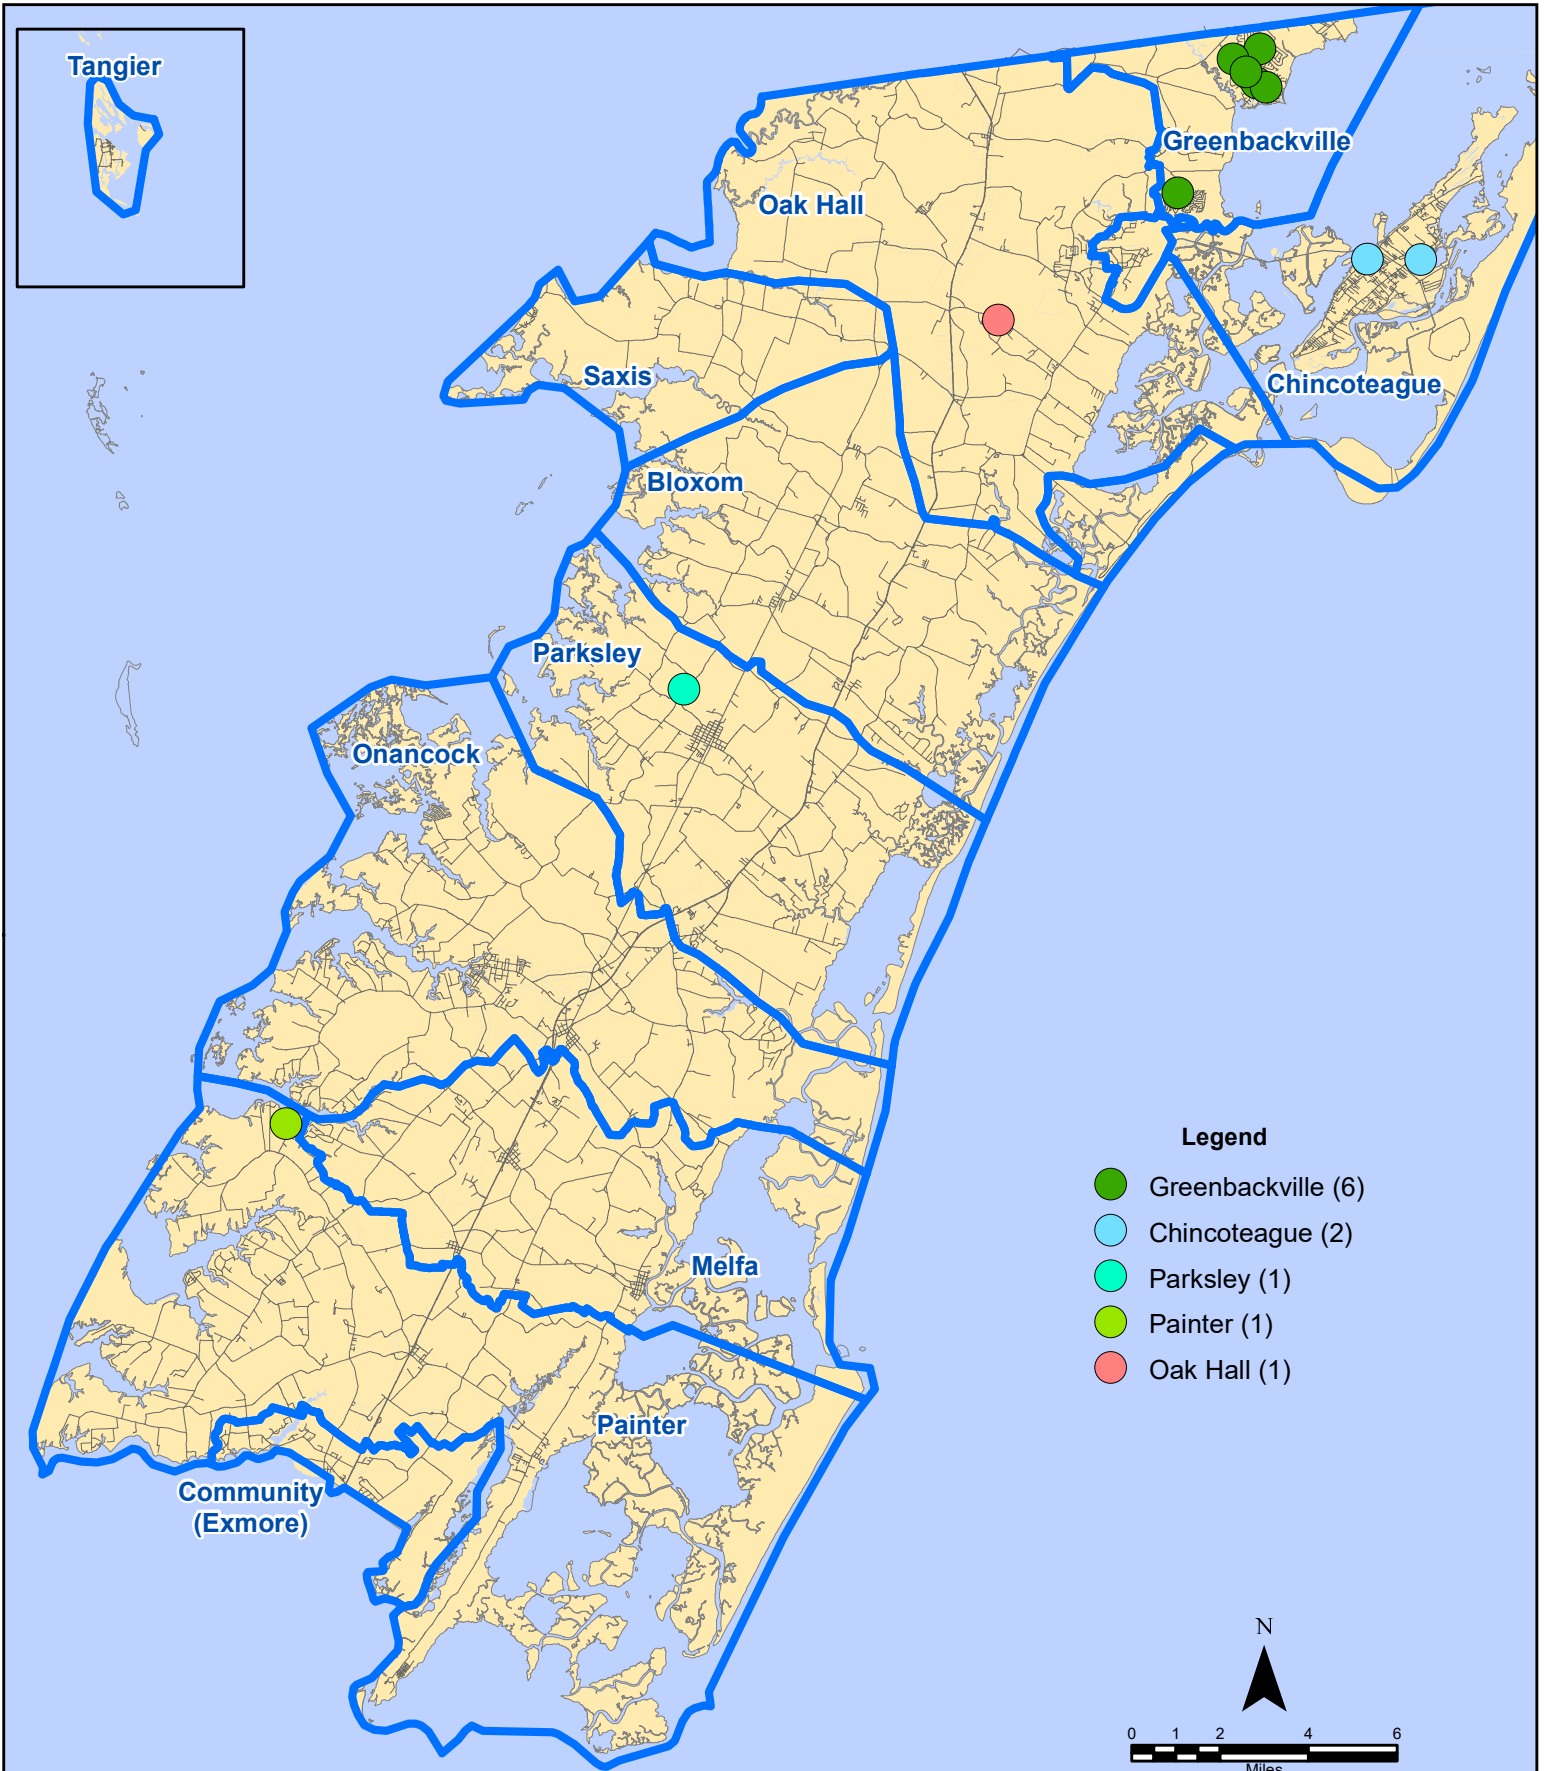 Tangier
Greenbackville
Oak Hall
Saxis
Chincoteague
Bloxom
Parksley
Onancock
Melfa
Painter
Community
(Exmore)
Legend
Greenbackville (6)
Chincoteague (2)
Parksley (1)
Painter (1)
Oak Hall (1)
N
0 1 2 4 6
Miles